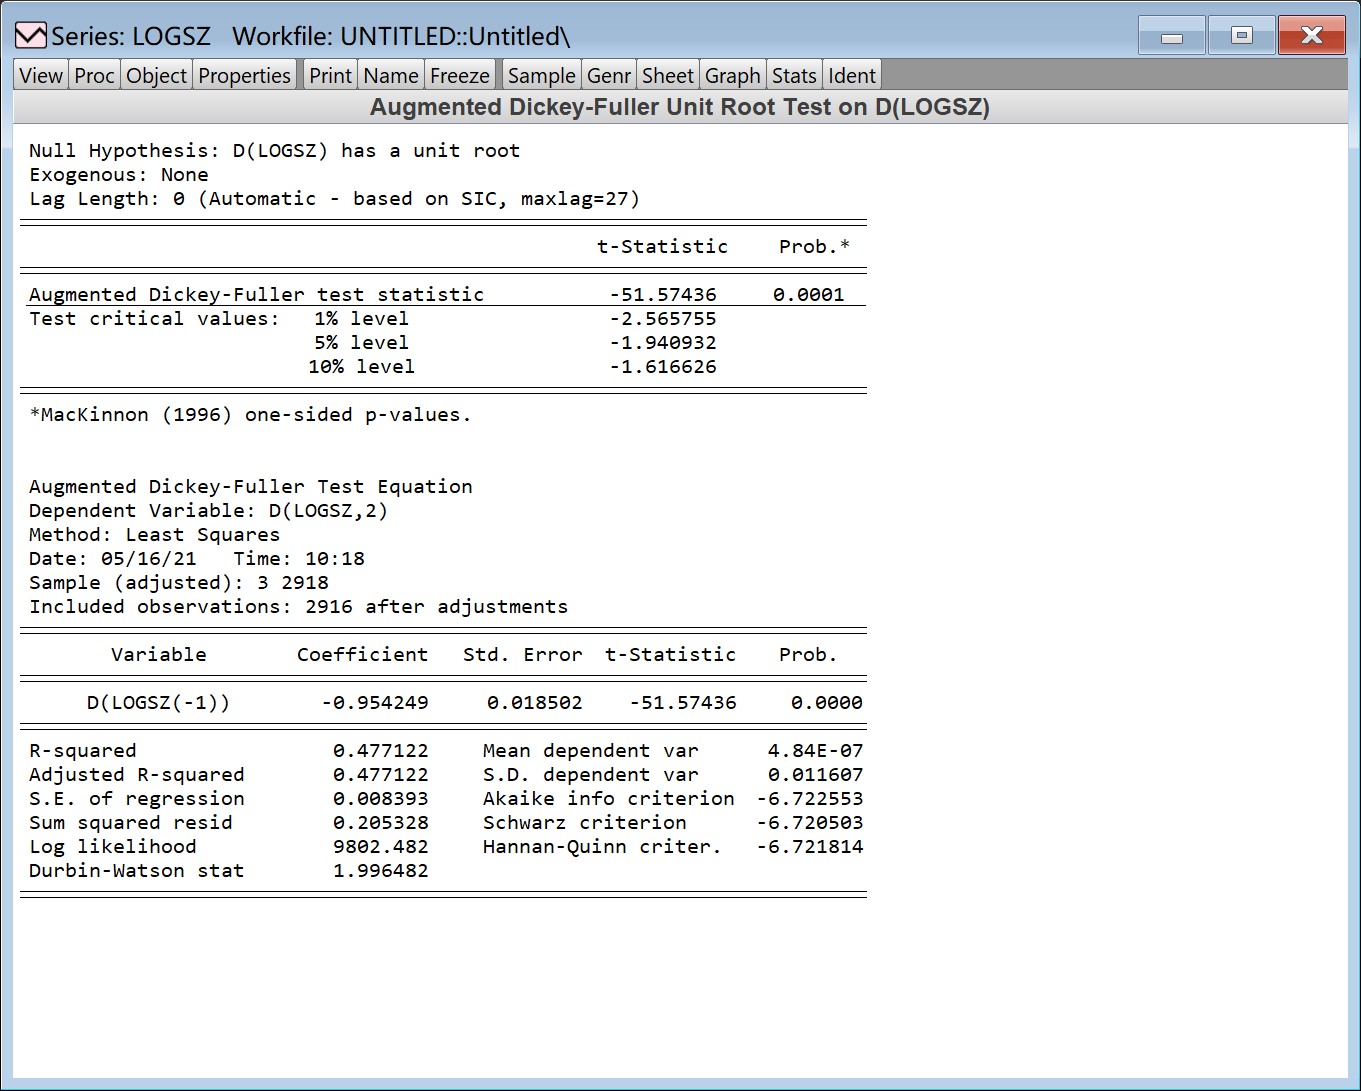 Series: LOGSZ   Workfile: UNTITLED::Untitled\
View Proc Object Properties Print Name Freeze Sample Genr Sheet Graph Stats Ident
Augmented Dickey-Fuller Unit Root Test on D(LOGSZ)
Null Hypothesis: D(LOGSZ) has a unit root
Exogenous: None
Lag Length: 0 (Automatic - based on SIC, maxlag=27)
t-Statistic   Prob.*
Augmented Dickey-Fuller test statistic   -51.57436   0.0001
Test critical values:   1% level   -2.565755
5% level   -1.940932
10% level   -1.616626
*MacKinnon (1996) one-sided p-values.
Augmented Dickey-Fuller Test Equation
Dependent Variable: D(LOGSZ,2)
Method: Least Squares
Date: 05/16/21   Time: 10:18
Sample (adjusted): 3 2918
Included observations: 2916 after adjustments
Variable   Coefficient   Std. Error   t-Statistic   Prob.
D(LOGSZ(-1))   -0.954249   0.018502   -51.57436   0.0000
R-squared   0.477122   Mean dependent var   4.84E-07
Adjusted R-squared   0.477122   S.D. dependent var   0.011607
S.E. of regression   0.008393   Akaike info criterion   -6.722553
Sum squared resid   0.205328   Schwarz criterion   -6.720503
Log likelihood   9802.482   Hannan-Quinn criter.   -6.721814
Durbin-Watson stat   1.996482